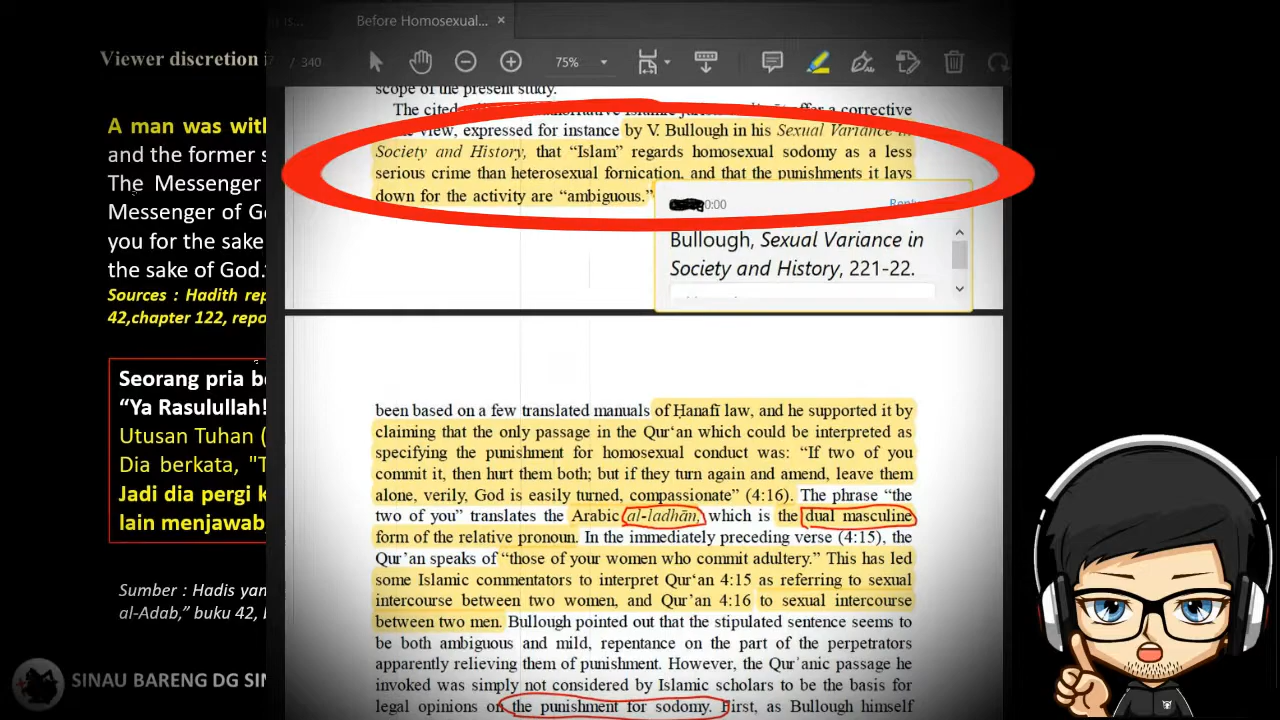 Before Homosexual... ×
Viewer discretion
/ 340
75%
A man was with
and the former s
The Messenger
Messenger of Go
you for the sake
the sake of God.
Sources : Hadith rep
42,chapter 122, repo
Seorang pria be
“Ya Rasulullah!
Utusan Tuhan (
Dia berkata, "T
Jadi dia pergi k
lain menjawab
Sumber : Hadis yan
al-Adab,” buku 42, b
SINAU BARENG DG SIN
scope of the present study.
The cited offer a corrective
view, expressed for instance by V. Bullough in his Sexual Variance in
Society and History, that “Islam” regards homosexual sodomy as a less
serious crime than heterosexual fornication, and that the punishments it lays
down for the activity are “ambiguous.”
0:00 Reply
Bullough, Sexual Variance in
Society and History, 221-22.
been based on a few translated manuals of Ḥanafī law, and he supported it by
claiming that the only passage in the Qur‘an which could be interpreted as
specifying the punishment for homosexual conduct was: “If two of you
commit it, then hurt them both; but if they turn again and amend, leave them
alone, verily, God is easily turned, compassionate” (4:16). The phrase “the
two of you” translates the Arabic al-ladhān, which is the dual masculine
form of the relative pronoun. In the immediately preceding verse (4:15), the
Qur’an speaks of “those of your women who commit adultery.” This has led
some Islamic commentators to interpret Qur‘an 4:15 as referring to sexual
intercourse between two women, and Qur‘an 4:16 to sexual intercourse
between two men. Bullough pointed out that the stipulated sentence seems to
be both ambiguous and mild, repentance on the part of the perpetrators
apparently relieving them of punishment. However, the Qur’anic passage he
invoked was simply not considered by Islamic scholars to be the basis for
legal opinions on the punishment for sodomy. First, as Bullough himself